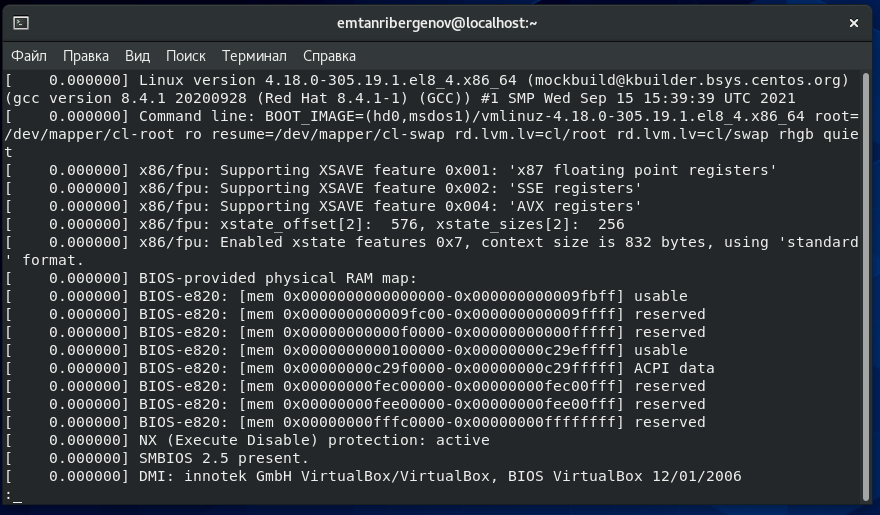 emtanribergenov@localhost:~
Файл Правка Вид Поиск Терминал Справка
[    0.000000] Linux version 4.18.0-305.19.1.el8_4.x86_64 (mockbuild@kbuilder.bsys.centos.org)
(gcc version 8.4.1 20200928 (Red Hat 8.4.1-1) (GCC)) #1 SMP Wed Sep 15 15:39:39 UTC 2021
[    0.000000] Command line: BOOT_IMAGE=(hd0,msdos1)/vmlinuz-4.18.0-305.19.1.el8_4.x86_64 root=
/dev/mapper/cl-root ro resume=/dev/mapper/cl-swap rd.lvm.lv=cl/root rd.lvm.lv=cl/swap rhgb quie
t
[    0.000000] x86/fpu: Supporting XSAVE feature 0x001: 'x87 floating point registers'
[    0.000000] x86/fpu: Supporting XSAVE feature 0x002: 'SSE registers'
[    0.000000] x86/fpu: Supporting XSAVE feature 0x004: 'AVX registers'
[    0.000000] x86/fpu: xstate_offset[2]:  576, xstate_sizes[2]:  256
[    0.000000] x86/fpu: Enabled xstate features 0x7, context size is 832 bytes, using 'standard
' format.
[    0.000000] BIOS-provided physical RAM map:
[    0.000000] BIOS-e820: [mem 0x0000000000000000-0x000000000009fbff] usable
[    0.000000] BIOS-e820: [mem 0x000000000009fc00-0x000000000009ffff] reserved
[    0.000000] BIOS-e820: [mem 0x00000000000f0000-0x00000000000fffff] reserved
[    0.000000] BIOS-e820: [mem 0x0000000000100000-0x00000000c29effff] usable
[    0.000000] BIOS-e820: [mem 0x00000000c29f0000-0x00000000c29fffff] ACPI data
[    0.000000] BIOS-e820: [mem 0x00000000fec00000-0x00000000fec00fff] reserved
[    0.000000] BIOS-e820: [mem 0x00000000fee00000-0x00000000fee00fff] reserved
[    0.000000] BIOS-e820: [mem 0x00000000fffc0000-0x00000000ffffffff] reserved
[    0.000000] NX (Execute Disable) protection: active
[    0.000000] SMBIOS 2.5 present.
[    0.000000] DMI: innotek GmbH VirtualBox/VirtualBox, BIOS VirtualBox 12/01/2006
: